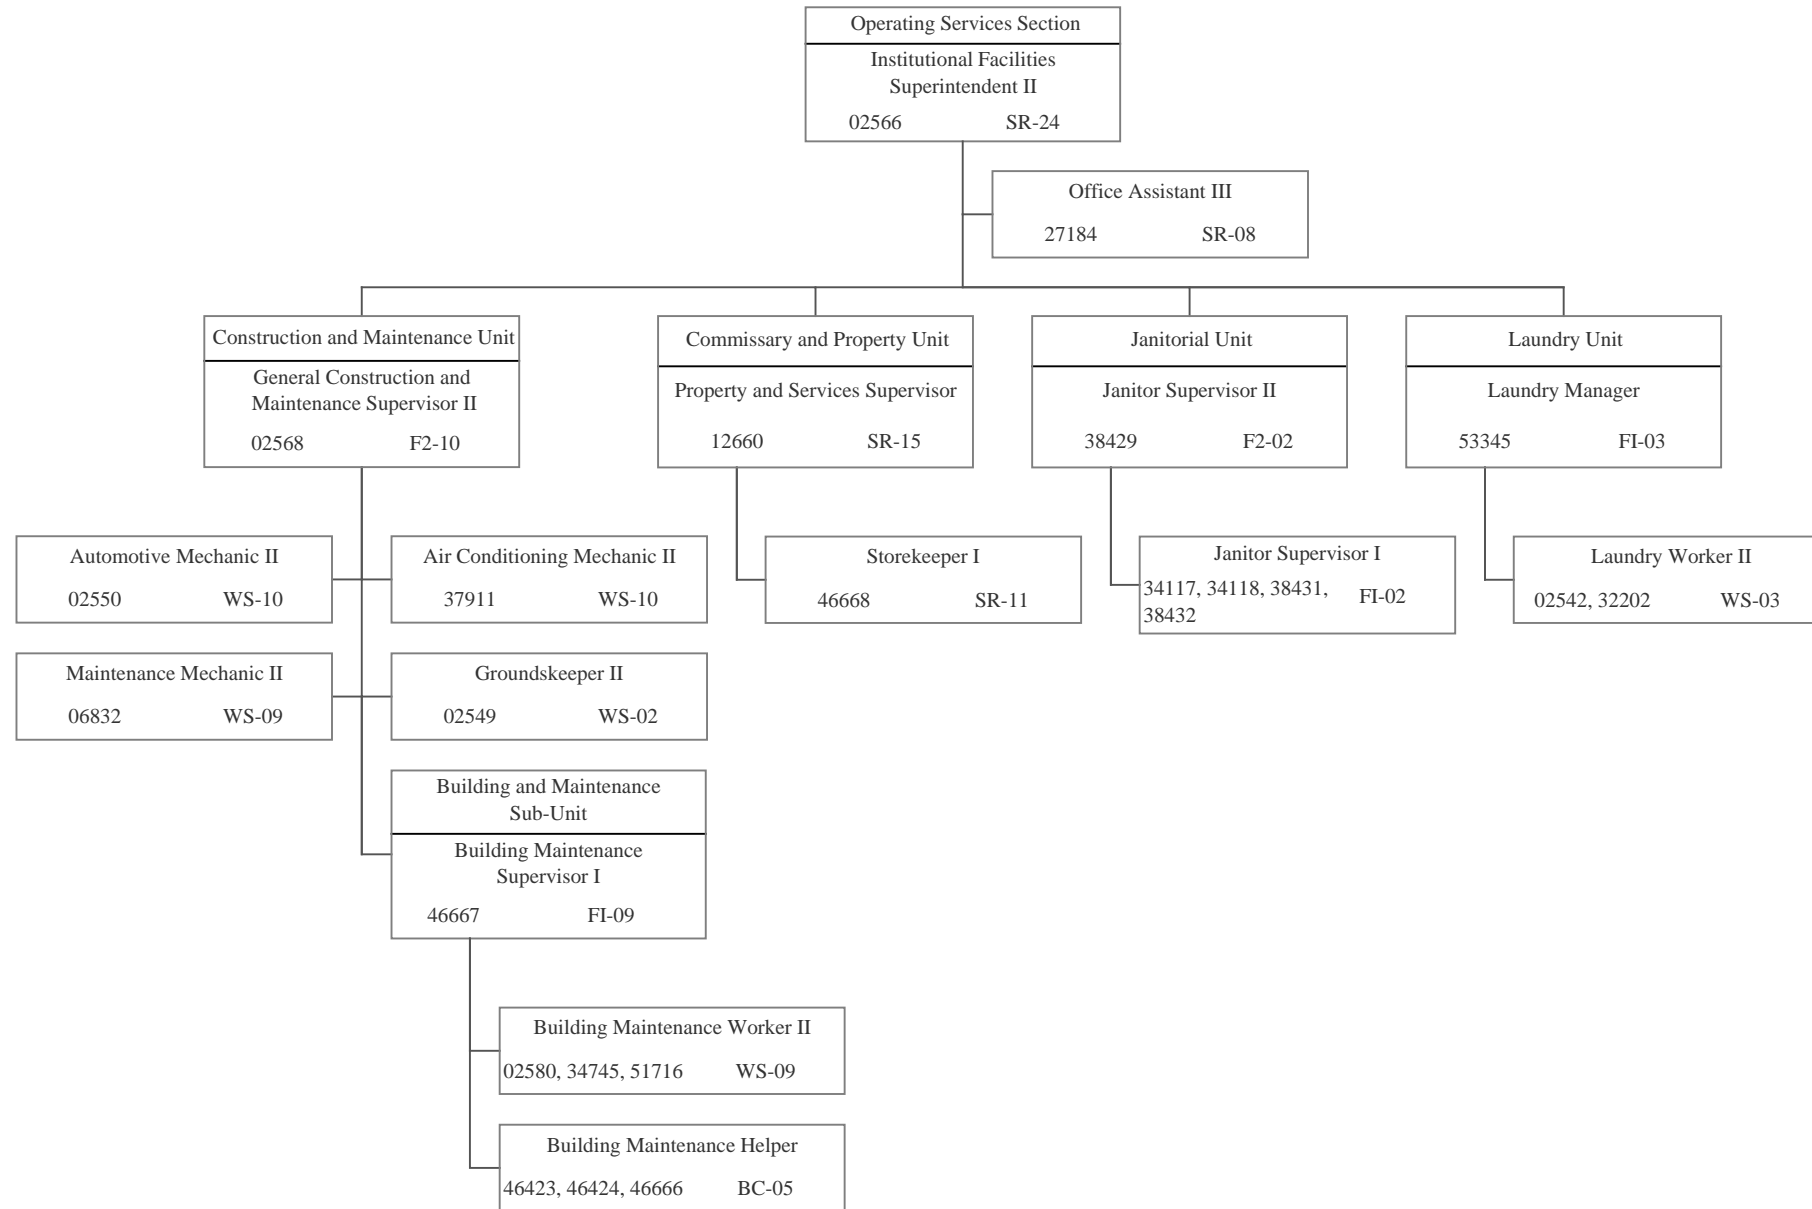 Operating Services Section
Institutional Facilities
Superintendent II
02566 SR-24
Office Assistant III
27184 SR-08
Construction and Maintenance Unit
General Construction and
Maintenance Supervisor II
02568 F2-10
Commissary and Property Unit
Property and Services Supervisor
12660 SR-15
Janitorial Unit
Janitor Supervisor II
38429 F2-02
Laundry Unit
Laundry Manager
53345 FI-03
Automotive Mechanic II
02550 WS-10
Air Conditioning Mechanic II
37911 WS-10
Storekeeper I
46668 SR-11
Janitor Supervisor I
34117, 34118, 38431,
38432
FI-02
Laundry Worker II
02542, 32202 WS-03
Maintenance Mechanic II
06832 WS-09
Groundskeeper II
02549 WS-02
Building and Maintenance
Sub-Unit
Building Maintenance
Supervisor I
46667 FI-09
Building Maintenance Worker II
02580, 34745, 51716 WS-09
Building Maintenance Helper
46423, 46424, 46666 BC-05